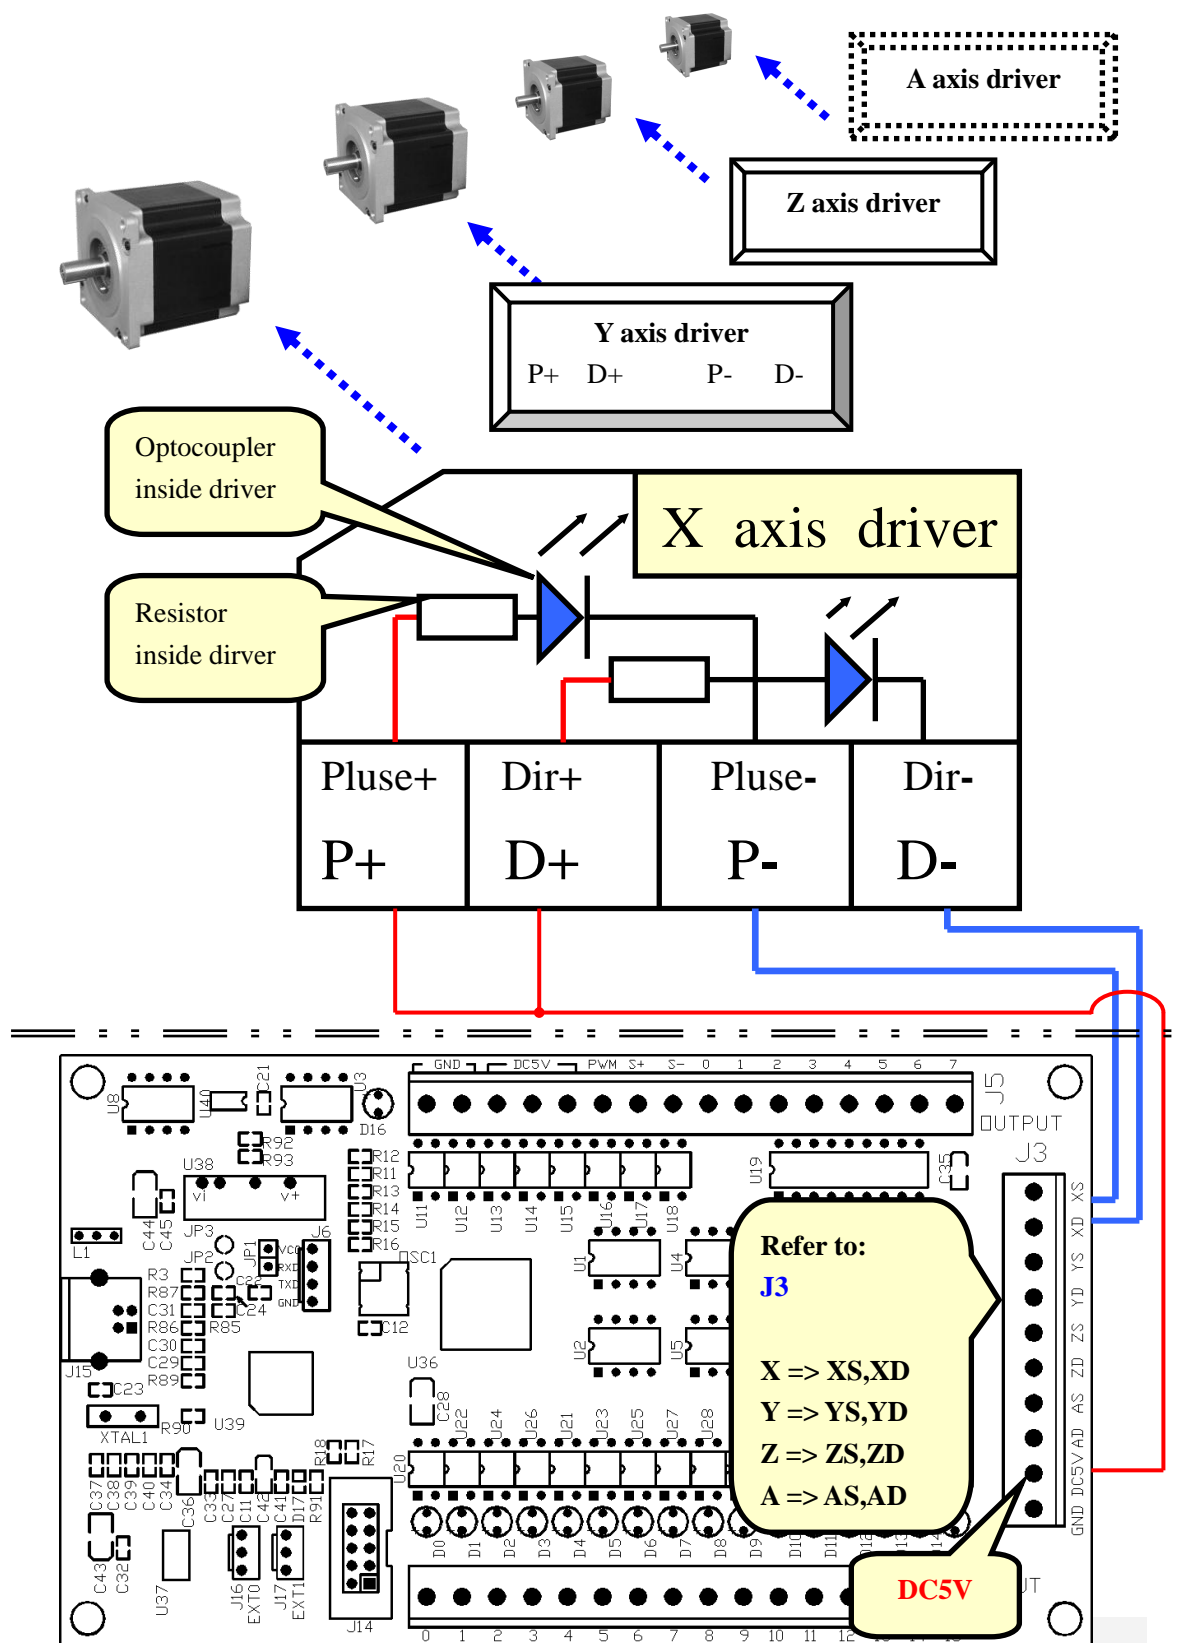 A axis driver
Z axis driver
Y axis driver
P+ D+ P- D-
Optocoupler
inside driver
X axis driver
Resistor
inside dirver
Pluse+ Dir+ Pluse- Dir-
P+ D+ P- D-
GND DC5V PWM S+ S- 0 1 2 3 4 5 6 7
J5
OUTPUT
J3
U8
U40
C21
U3
D16
R92
R93
U38
vi v+
C44
C45
JP3
L1
JP2
JP1
J6
VCC
RXD
TXD
GND
R12
R11
R13
R14
R15
R16
OSC1
C12
U11 U12 U13 U14 U15 U16 U17 U18
U19
C35
U1
U4
U2
U5
R3
R87
C31
R86
C30
C29
R89
C22
C24
R85
J15
C23
XTAL1
R90
U39
U36
C28
U20
U22 U24 U26 U21 U23 U25 U27 U28
R18
R17
C37 C38 C39 C40 C34 C36 C33 C27 C11 C42 C41 D17 R91
C43
C32
U37
J16
EXT0
J17
EXT1
J14
D0 D1 D2 D3 D4 D5 D6 D7 D8 D9 D10 D11
0 1 2 3 4 5 6 7 8 9 10 11 12
XS
XD
YS
YD
ZS
ZD
AS
AD
DC5V
GND
Refer to:
J3
X => XS,XD
Y => YS,YD
Z => ZS,ZD
A => AS,AD
DC5V